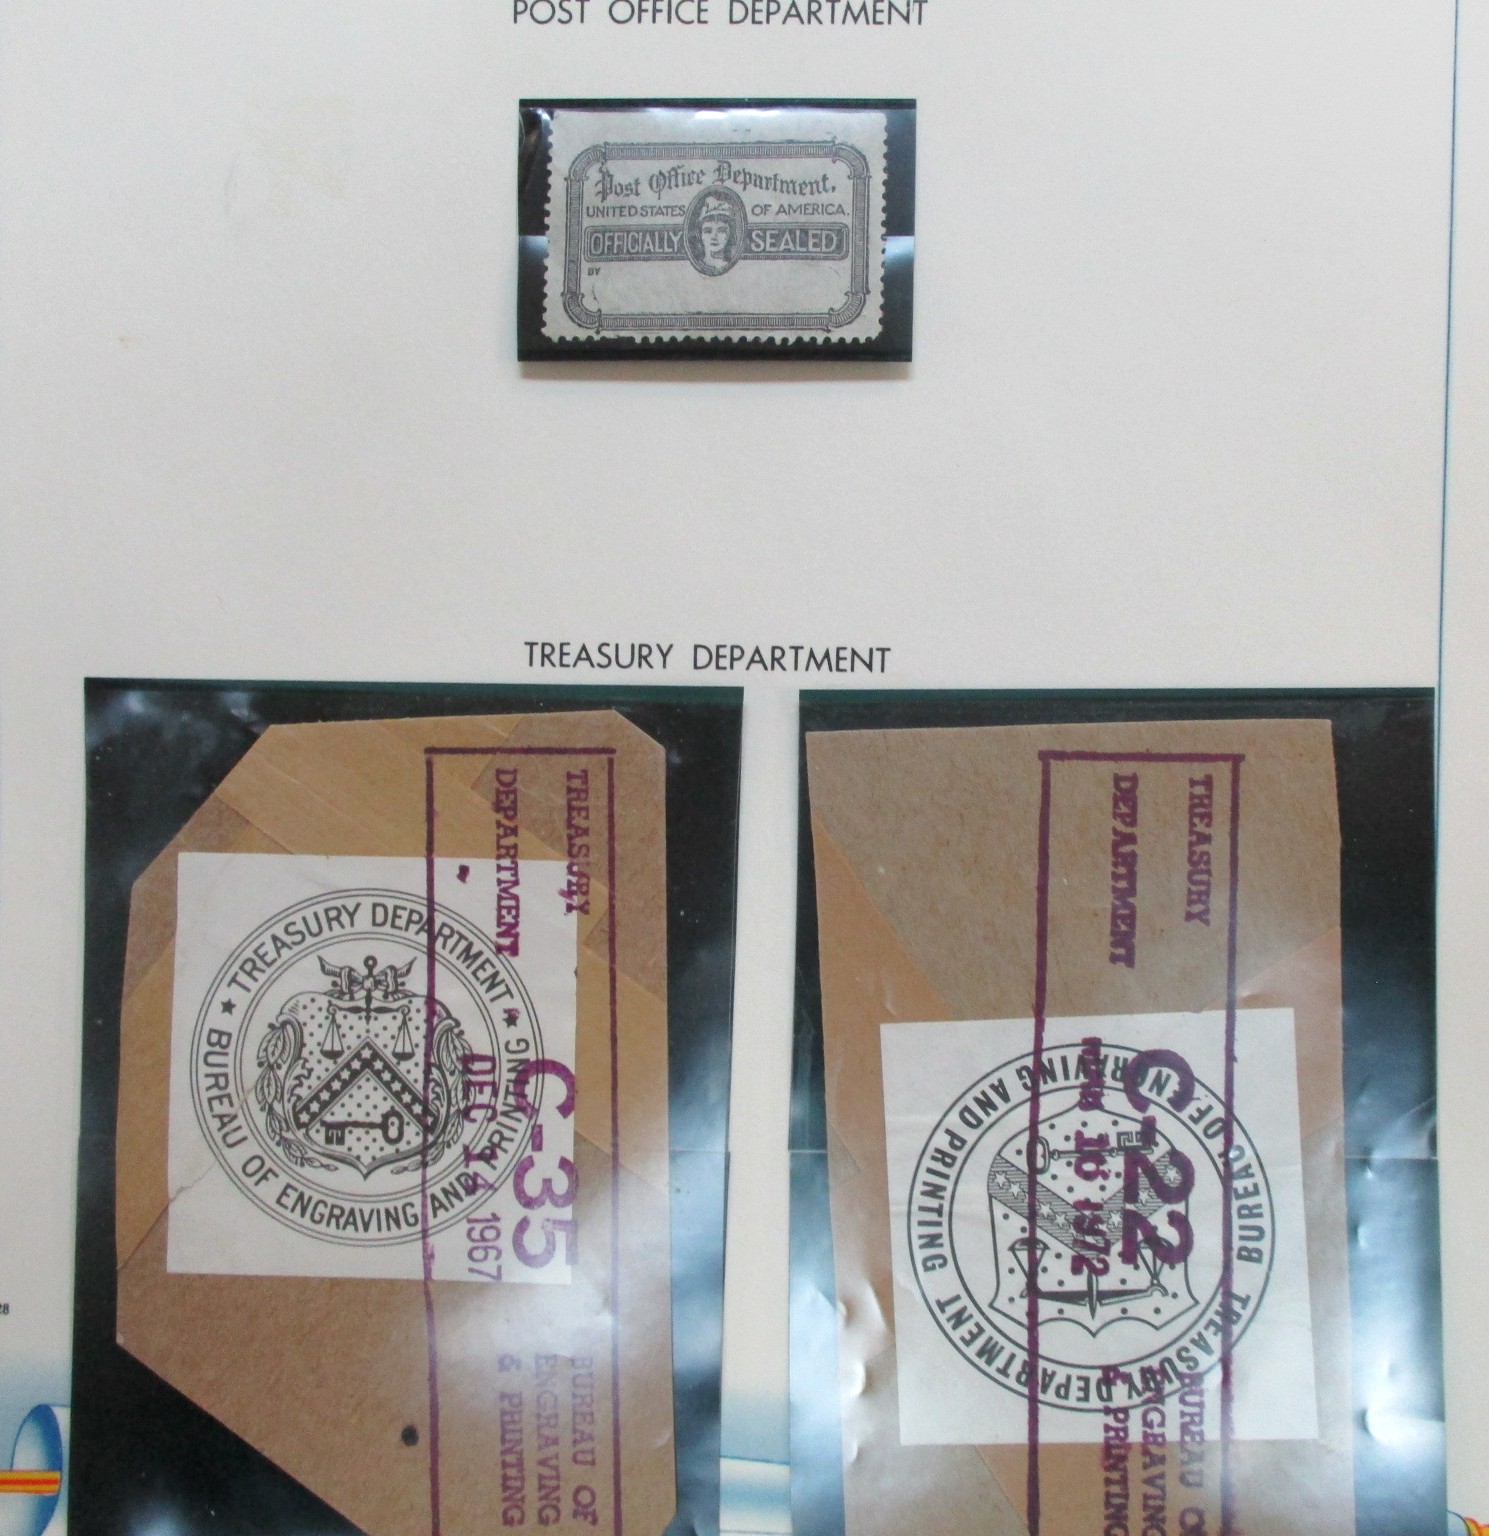 POST OFFICE DEPARTMENT
Post Office Department,
UNITED STATES OF AMERICA.
OFFICIALLY SEALED
BY
TREASURY DEPARTMENT
TREASURY
DEPARTMENT
★ TREASURY DEPARTMENT ★
BUREAU OF ENGRAVING AND PRINTING
C-35
DEC 14 1967
BUREAU OF
ENGRAVING
& PRINTING
TREASURY
DEPARTMENT
BUREAU OF ENGRAVING AND PRINTING
TREASURY DEPARTMENT
C-22
16 1972
BUREAU OF
ENGRAVING
& PRINTING
28